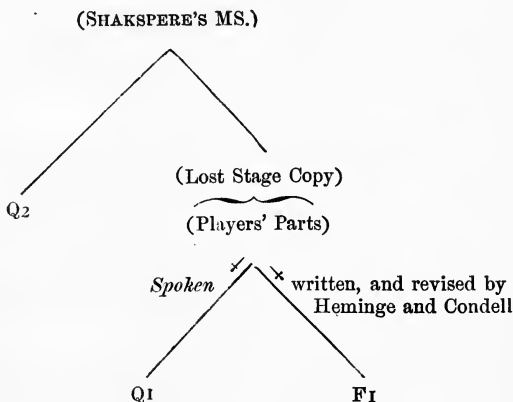 (SHAKSPERE'S MS.)
(Lost Stage Copy)
Q2
(Players' Parts)
Spoken
written, and revised by
Heminge and Condell
Q1
F1